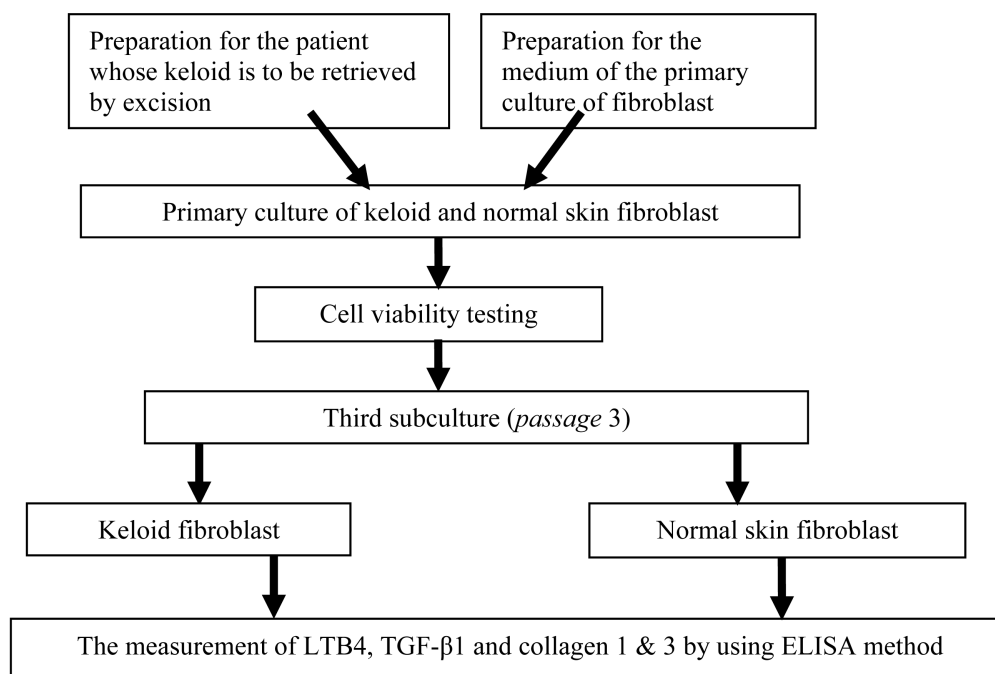 Preparation for the patient
whose keloid is to be retrieved
by excision
Preparation for the
medium of the primary
culture of fibroblast
Primary culture of keloid and normal skin fibroblast
Cell viability testing
Third subculture (passage 3)
Keloid fibroblast
Normal skin fibroblast
The measurement of LTB4, TGF-β1 and collagen 1 & 3 by using ELISA method